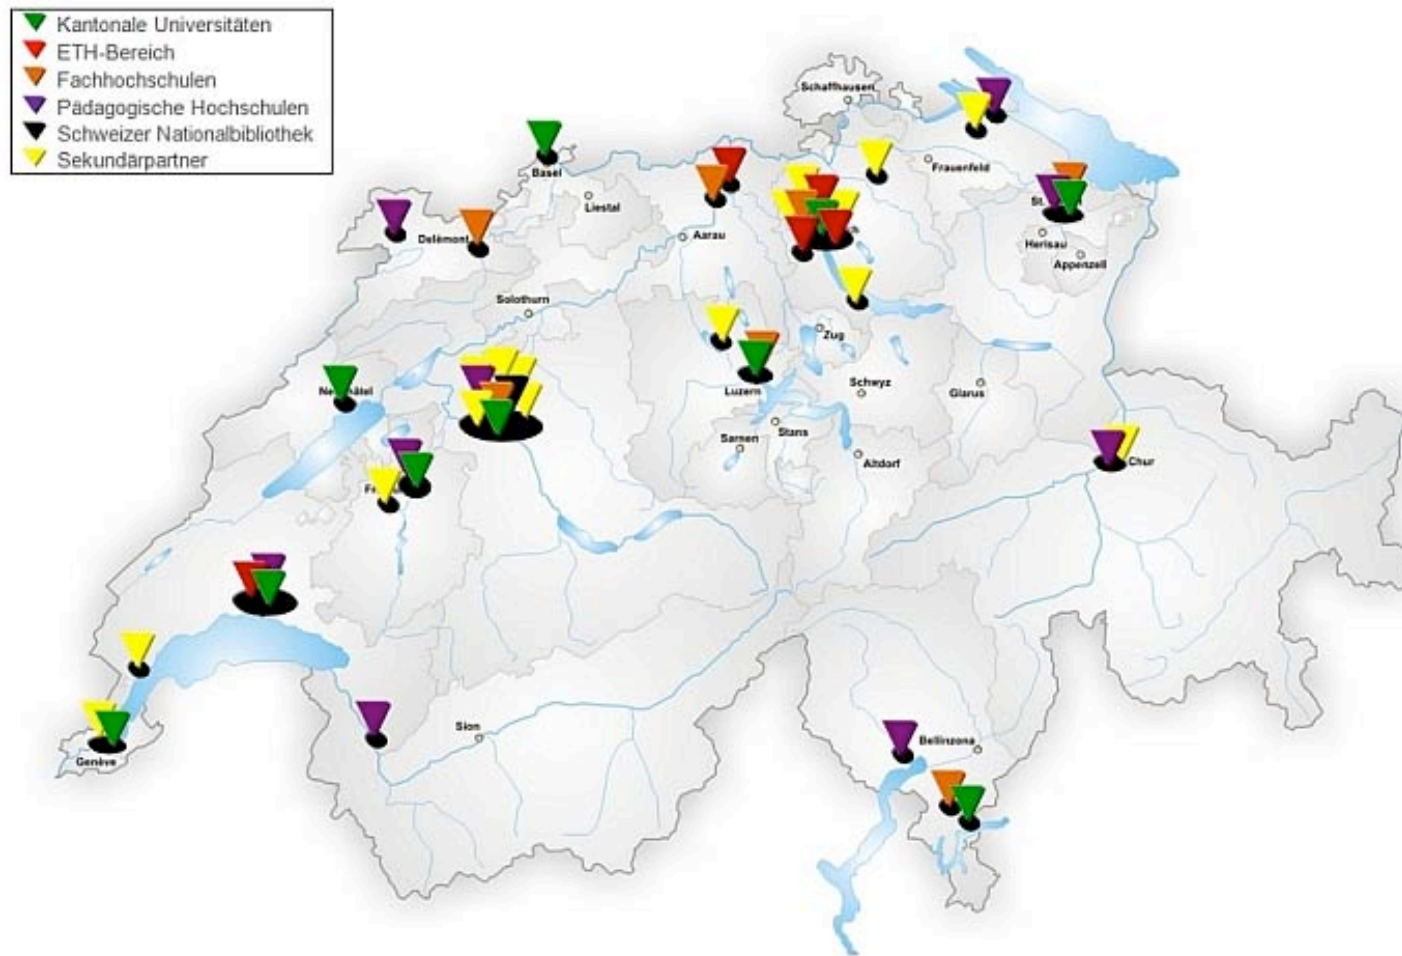 Kantonale Universitäten
ETH-Bereich
Fachhochschulen
Pädagogische Hochschulen
Schweizer Nationalbibliothek
Sekundärpartner
Schaffhausen
Basel
Frauenfeld
Liestal
St.
Delémont
Aarau
Herisau
Appenzell
Solothurn
Zug
Luzern
Schwyz
Glarus
Stans
Sarnen
Altdorf
Chur
Sion
Bellinzona
Genève